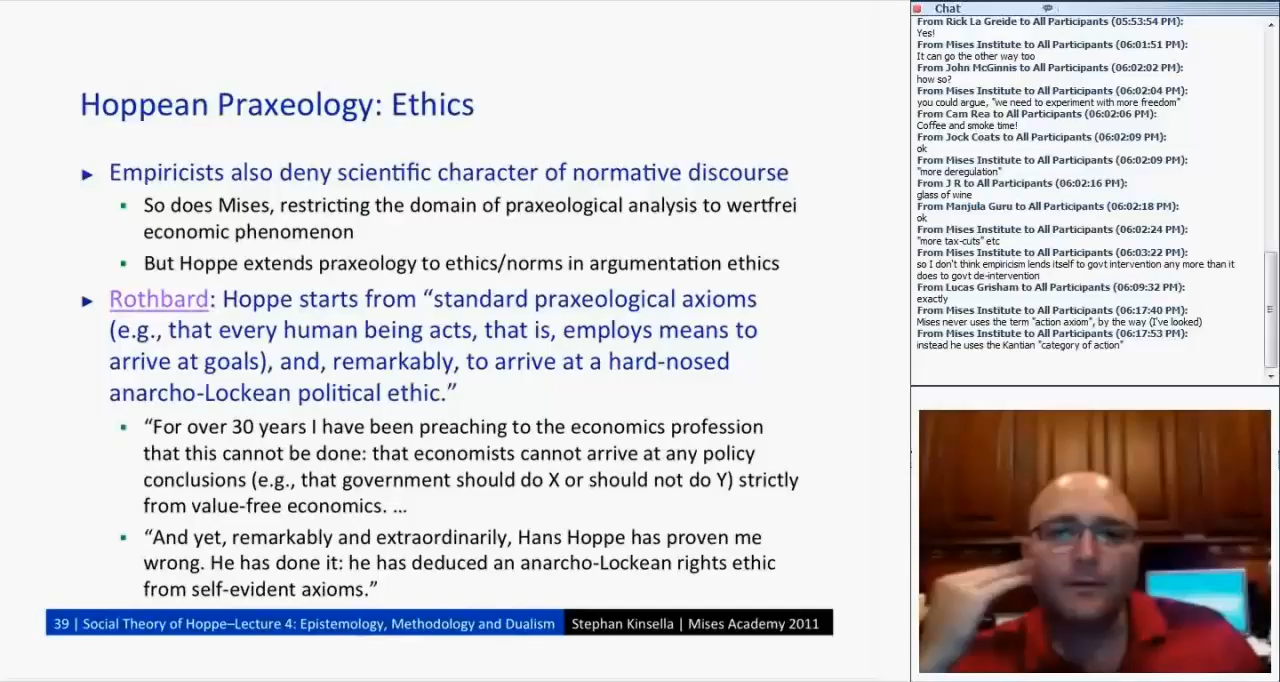 Hoppean Praxeology: Ethics
► Empiricists also deny scientific character of normative discourse
▪ So does Mises, restricting the domain of praxeological analysis to wertfrei
economic phenomenon
▪ But Hoppe extends praxeology to ethics/norms in argumentation ethics
► Rothbard: Hoppe starts from “standard praxeological axioms
(e.g., that every human being acts, that is, employs means to
arrive at goals), and, remarkably, to arrive at a hard-nosed
anarcho-Lockean political ethic.”
▪ “For over 30 years I have been preaching to the economics profession
that this cannot be done: that economists cannot arrive at any policy
conclusions (e.g., that government should do X or should not do Y) strictly
from value-free economics. …
▪ “And yet, remarkably and extraordinarily, Hans Hoppe has proven me
wrong. He has done it: he has deduced an anarcho-Lockean rights ethic
from self-evident axioms.”
39 | Social Theory of Hoppe–Lecture 4: Epistemology, Methodology and Dualism Stephan Kinsella | Mises Academy 2011
Chat
From Rick La Greide to All Participants (05:53:54 PM):
Yes!
From Mises Institute to All Participants (06:01:51 PM):
It can go the other way too
From John McGinnis to All Participants (06:02:02 PM):
how so?
From Mises Institute to All Participants (06:02:04 PM):
you could argue, "we need to experiment with more freedom"
From Cam Rea to All Participants (06:02:06 PM):
Coffee and smoke time!
From Jock Coats to All Participants (06:02:09 PM):
ok
From Mises Institute to All Participants (06:02:09 PM):
"more deregulation"
From J R to All Participants (06:02:16 PM):
glass of wine
From Manjula Guru to All Participants (06:02:18 PM):
ok
From Mises Institute to All Participants (06:02:24 PM):
"more tax-cuts" etc
From Mises Institute to All Participants (06:03:22 PM):
so I don't think empiricism lends itself to govt intervention any more than it
does to govt de-intervention
From Lucas Grisham to All Participants (06:09:32 PM):
exactly
From Mises Institute to All Participants (06:17:40 PM):
Mises never uses the term "action axiom", by the way (I've looked)
From Mises Institute to All Participants (06:17:53 PM):
instead he uses the Kantian "category of action"